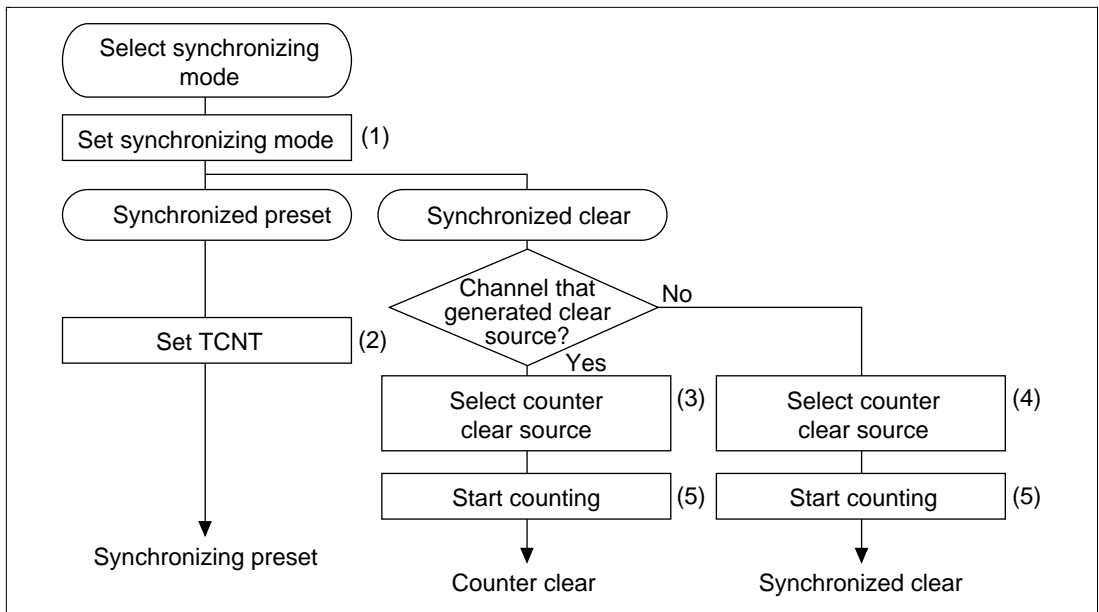 Select synchronizing
mode
Set synchronizing mode
(1)
Synchronized preset
Synchronized clear
Channel that
generated clear
source?
No
Yes
Set TCNT
(2)
Select counter
clear source
(3)
Select counter
clear source
(4)
Start counting
(5)
Start counting
(5)
Synchronizing preset
Counter clear
Synchronized clear